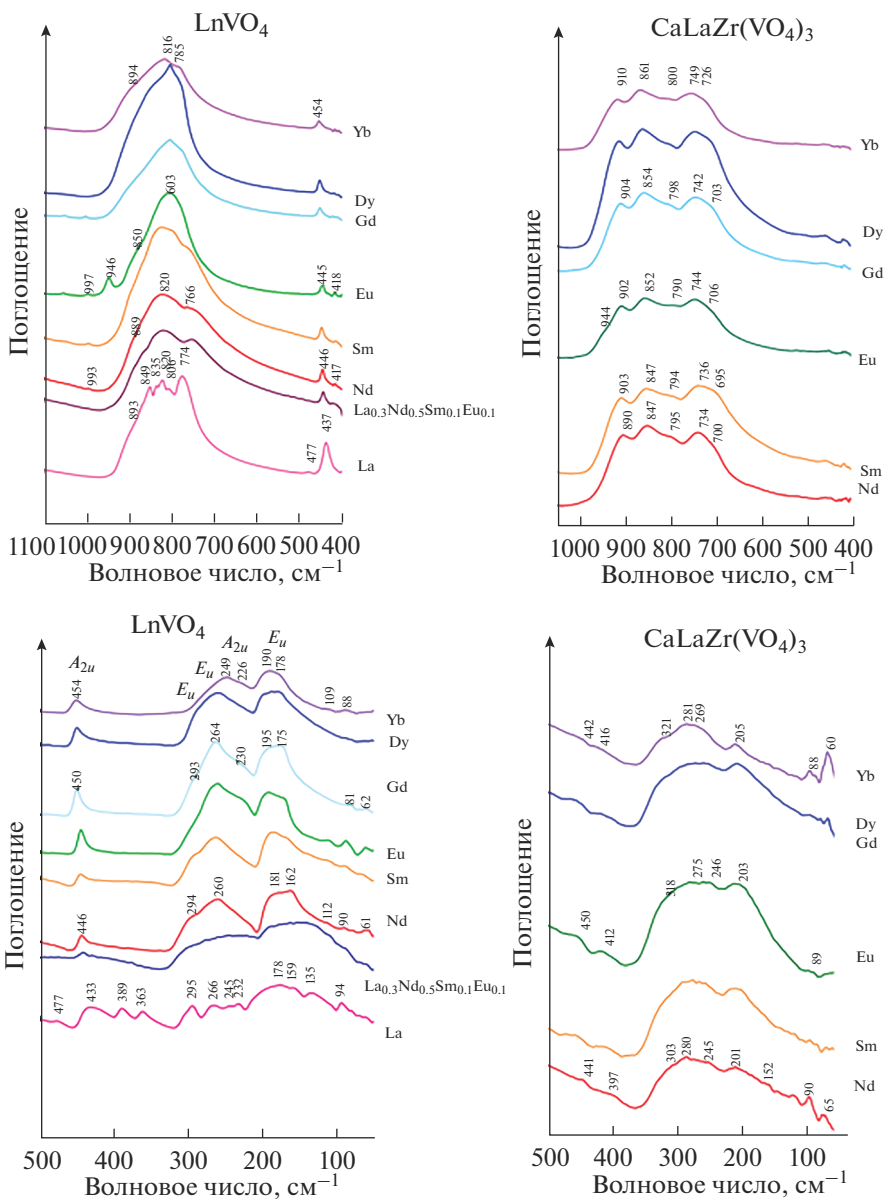 LnVO₄
894
816
785
454
Yb
Dy
Gd
603
850
946
997
445
418
Eu
820
766
Sm
889
993
446
417
Nd
La₀.₃Nd₀.₅Sm₀.₁Eu₀.₁
893
849
835
820
806
774
477
437
La
Поглощение
1100 1000 900 800 700 600 500 400
Волновое число, см⁻¹
CaLaZr(VO₄)₃
910
861
800
749
726
Yb
904
854
798
742
703
Dy
Gd
944
902
852
790
744
706
Eu
903
847
794
736
695
Sm
890
847
795
734
700
Nd
Поглощение
1000 900 800 700 600 500 400
Волновое число, см⁻¹
LnVO₄
A₂ᵤ
Eᵤ
Eᵤ
A₂ᵤ
Eᵤ
454
249
226
190
178
109
88
Yb
Dy
450
293
264
230
195
175
81
62
Gd
Eu
Sm
446
294
260
181
162
112
90
61
Nd
La₀.₃Nd₀.₅Sm₀.₁Eu₀.₁
477
433
389
363
295
266
245
232
178
159
135
94
La
Поглощение
500 400 300 200 100
Волновое число, см⁻¹
CaLaZr(VO₄)₃
442
416
321
281
269
205
88
60
Yb
Dy
Gd
450
412
318
275
246
203
89
Eu
Sm
441
397
303
280
245
201
152
90
65
Nd
Поглощение
500 400 300 200 100
Волновое число, см⁻¹